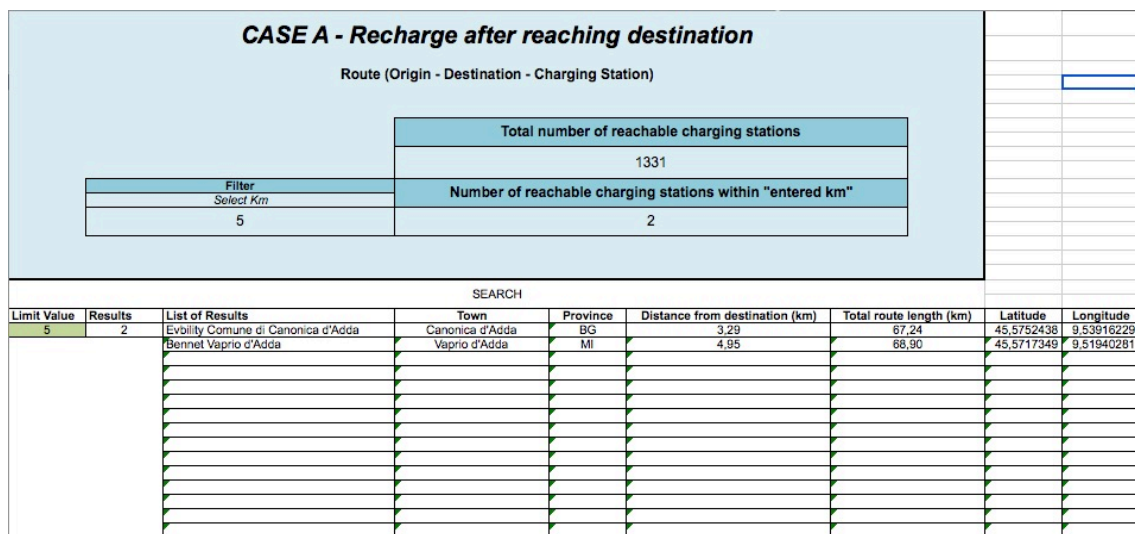 CASE A - Recharge after reaching destination
Route (Origin - Destination - Charging Station)
Total number of reachable charging stations
1331
Filter
Select Km
Number of reachable charging stations within "entered km"
5 2
SEARCH
Limit Value Results List of Results Town Province Distance from destination (km) Total route length (km) Latitude Longitude
5 2 Evbility Comune di Canonica d'Adda Canonica d'Adda BG 3,29 67,24 45,5752438 9,53916229
Bennet Vaprio d'Adda Vaprio d'Adda MI 4,95 68,90 45,5717349 9,51940281